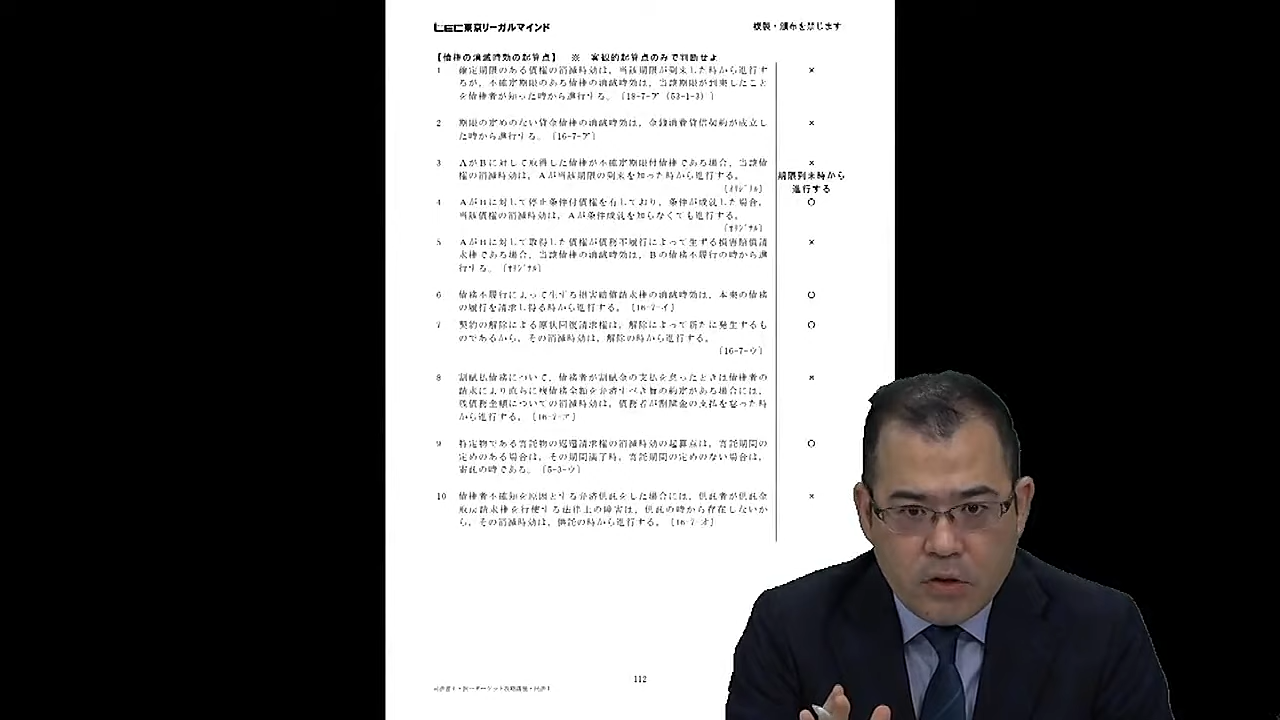 LEC東京リーガルマインド
複製・頒布を禁じます
【債権の消滅時効の起算点】 ※ 客観的起算点のみで判断せよ
1 確定期限のある債権の消滅時効は，当該期限が到来した時から進行す
るが，不確定期限のある債権の消滅時効は，当該期限が到来したこと
を債権者が知った時から進行する。〔18-7-ア（53-1-3）〕
×
2 期限の定めのない貸金債権の消滅時効は，金銭消費貸借契約が成立し
た時から進行する。〔16-7-ア〕
×
3 AがBに対して取得した債権が不確定期限付債権である場合，当該債
権の消滅時効は，Aが当該期限の到来を知った時から進行する。
〔ｵﾘｼﾞﾅﾙ〕
×
期限到来時から
進行する
4 AがBに対して停止条件付債権を有しており，条件が成就した場合，
当該債権の消滅時効は，Aが条件成就を知らなくても進行する。
〔ｵﾘｼﾞﾅﾙ〕
○
5 AがBに対して取得した債権が債務不履行によって生ずる損害賠償請
求権である場合，当該債権の消滅時効は，Bの債務不履行の時から進
行する。〔ｵﾘｼﾞﾅﾙ〕
×
6 債務不履行によって生ずる損害賠償請求権の消滅時効は，本来の債務
の履行を請求し得る時から進行する。〔16-7-イ〕
○
7 契約の解除による原状回復請求権は，解除によって新たに発生するも
のであるから，その消滅時効は，解除の時から進行する。
〔16-7-ウ〕
○
8 割賦払債務について，債務者が割賦金の支払を怠ったときは債権者の
請求により直ちに残債務全額を弁済すべき旨の約定がある場合には，
残債務全額についての消滅時効は，債務者が割賦金の支払を怠った時
から進行する。
×
9 特定物である寄託物の返還請求権の消滅時効の起算点は，寄託期間の
定めのある場合は，その期間満了時，寄託期間の定めのない場合は，
寄託の時である。〔5-3-ウ〕
○
10 債権者不確知を原因とする弁済供託をした場合には，供託者が供託金
取戻請求権を行使する法律上の障害は，供託の時から存在しないか
ら，その消滅時効は，供託の時から進行する。〔16-7-オ〕
×
112